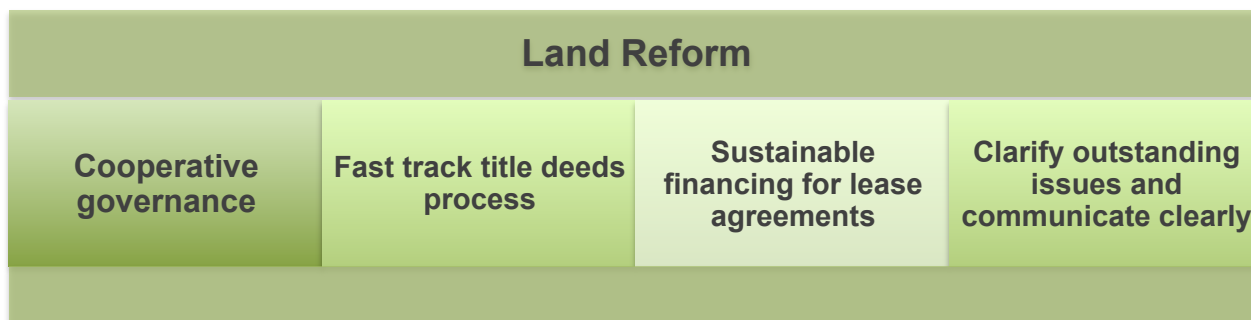 Land Reform
Cooperative
governance
Fast track title deeds
process
Sustainable
financing for lease
agreements
Clarify outstanding
issues and
communicate clearly